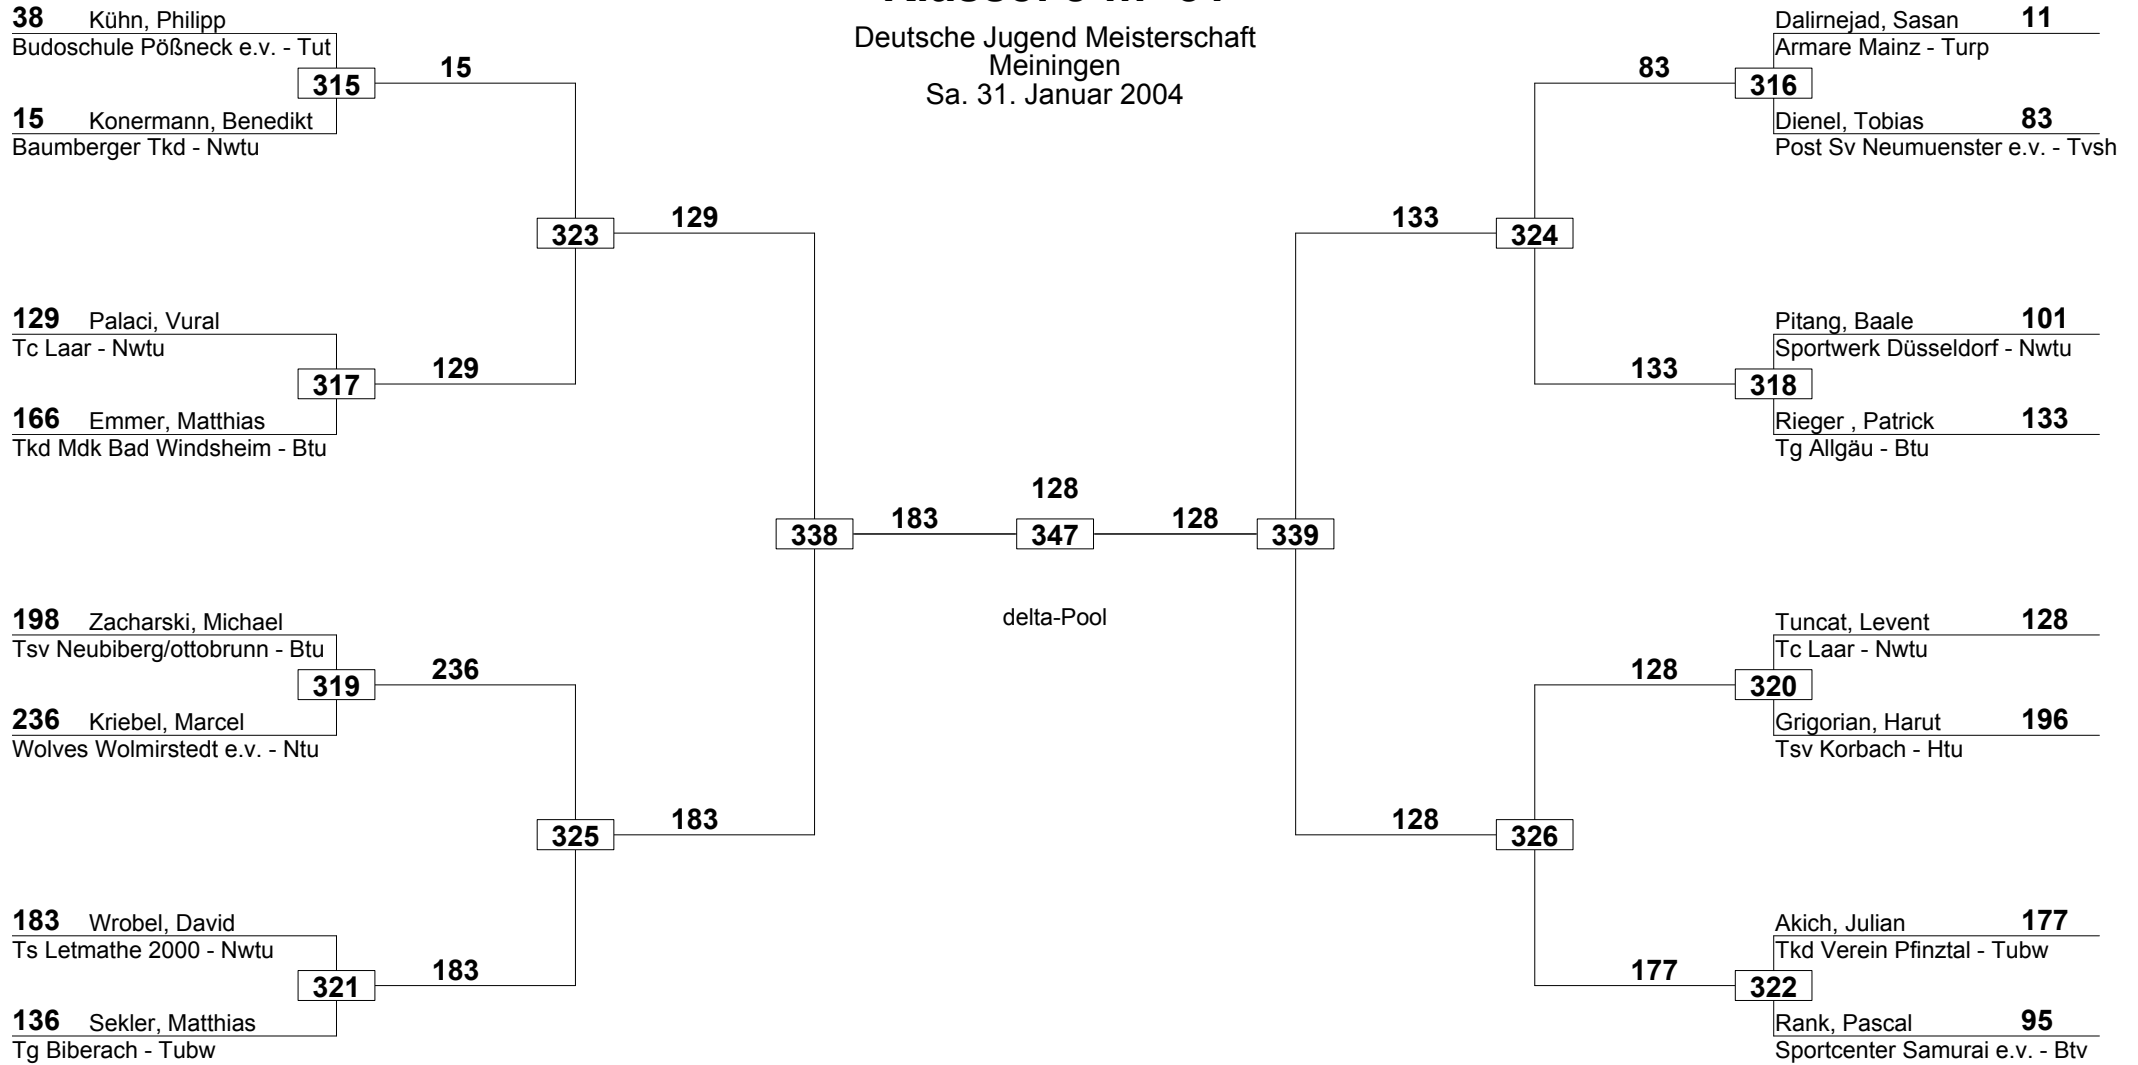 Deutsche Jugend Meisterschaft
Meiningen
Sa. 31. Januar 2004
38 Kühn, Philipp
Budoschule Pößneck e.v. - Tut
315
15
15 Konermann, Benedikt
Baumberger Tkd - Nwtu
323
129
129 Palaci, Vural
Tc Laar - Nwtu
317
129
166 Emmer, Matthias
Tkd Mdk Bad Windsheim - Btu
338
183
198 Zacharski, Michael
Tsv Neubiberg/ottobrunn - Btu
319
236
236 Kriebel, Marcel
Wolves Wolmirstedt e.v. - Ntu
325
183
183 Wrobel, David
Ts Letmathe 2000 - Nwtu
321
183
136 Sekler, Matthias
Tg Biberach - Tubw
128
347
delta-Pool
Dalirnejad, Sasan 11
Armare Mainz - Turp
83
316
Dienel, Tobias 83
Post Sv Neumuenster e.v. - Tvsh
133
324
Pitang, Baale 101
Sportwerk Düsseldorf - Nwtu
133
318
Rieger , Patrick 133
Tg Allgäu - Btu
128
339
Tuncat, Levent 128
Tc Laar - Nwtu
128
320
Grigorian, Harut 196
Tsv Korbach - Htu
128
326
Akich, Julian 177
Tkd Verein Pfinztal - Tubw
177
322
Rank, Pascal 95
Sportcenter Samurai e.v. - Btv